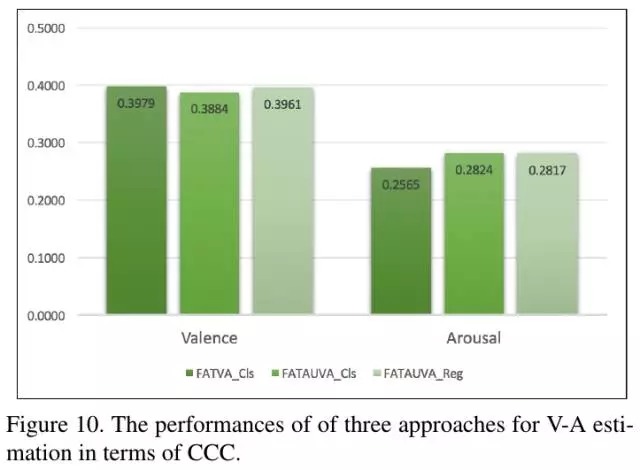 0.5000
0.4000
0.3000
0.2000
0.1000
0.0000
0.3979
0.3884
0.3961
0.2565
0.2824
0.2817
Valence
Arousal
FATVA_Cls FATAUVA_Cls FATAUVA_Reg
Figure 10. The performances of of three approaches for V-A esti-
mation in terms of CCC.